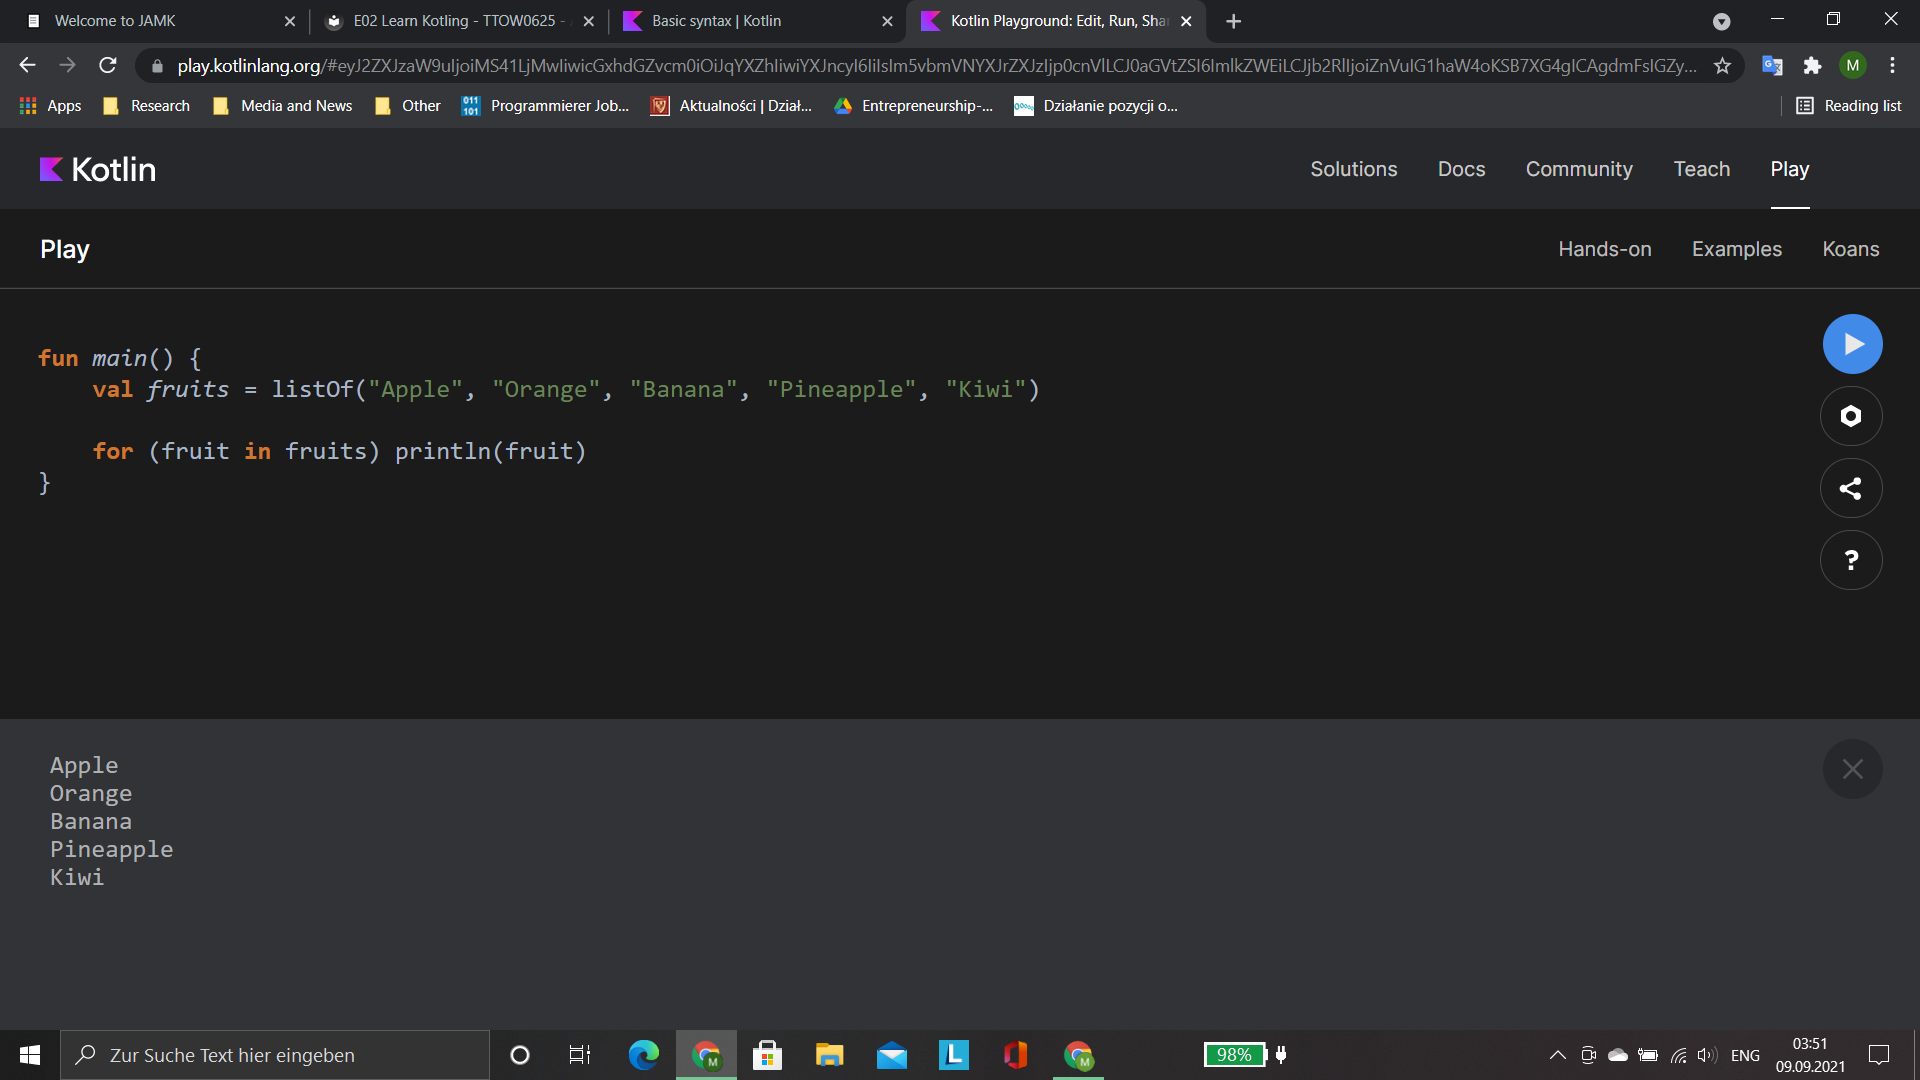 Welcome to JAMK
E02 Learn Kotling - TTOW0625 -
Basic syntax | Kotlin
Kotlin Playground: Edit, Run, Shar
play.kotlinlang.org
Apps
Research
Media and News
Other
011
101
Programmierer Job...
Aktualności | Dział...
Entrepreneurship-...
Działanie pozycji o...
Reading list
M
Kotlin
Solutions
Docs
Community
Teach
Play
Play
Hands-on
Examples
Koans
fun main() {
    val fruits = listOf("Apple", "Orange", "Banana", "Pineapple", "Kiwi")
    for (fruit in fruits) println(fruit)
}
?
Apple
Orange
Banana
Pineapple
Kiwi
Zur Suche Text hier eingeben
M
L
M
98%
ENG
03:51
09.09.2021